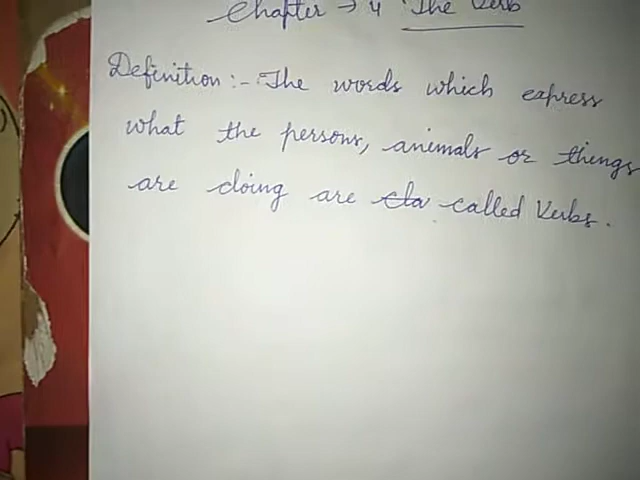 Chapter → 4 The Verb
Definition :- The words which express
what the persons, animals or things
are doing are cla called Verbs.